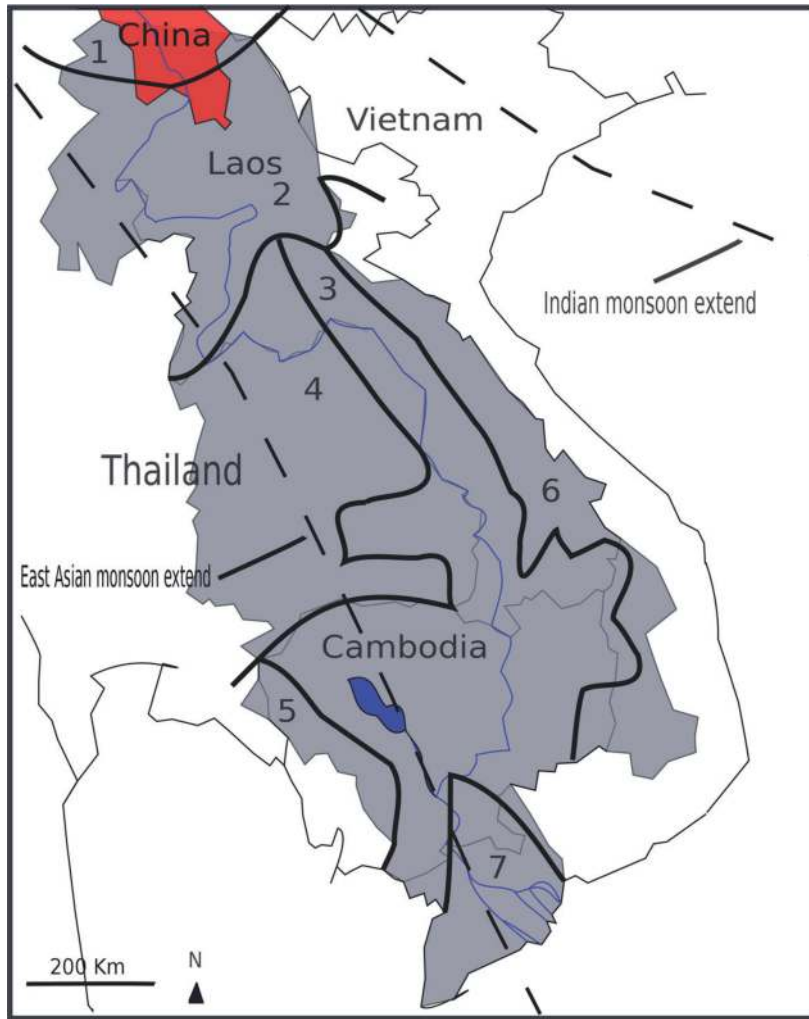 China
1
Vietnam
Laos
2
3
Indian monsoon extend
4
Thailand
6
East Asian monsoon extend
Cambodia
5
7
200 Km
N